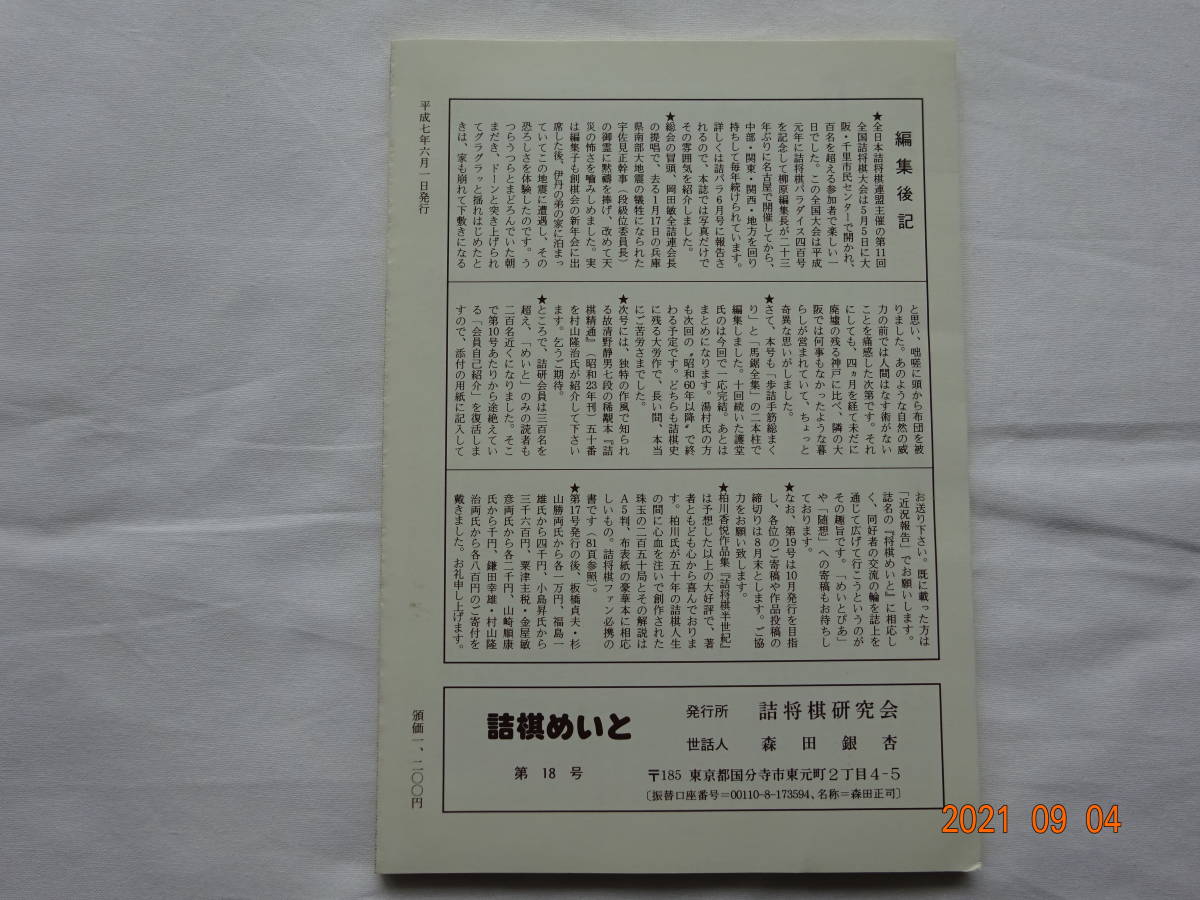 編集後記
★全日本詰将棋連盟主催の第11回
全国詰将棋大会は5月5日に大
阪・千里市民センターで開かれ、
百名を超える参加者で楽しい一
日でした。この全国大会は平成
元年に詰将棋パラダイス四百号
を記念して柳原編集長が二十三
年ぶりに名古屋で開催してから、
中部・関東・関西・地方を回り
持ちして毎年続けられています。
詳しくは詰パラ6月号に報告さ
れるので、本誌では写真だけで
その雰囲気を紹介しました。
★総会の冒頭、岡田敏全詰連会長
の提唱で、去る1月17日の兵庫
県南部大地震の犠牲になられた
宇佐見正幹事（段級位委員長）
の御霊に黙禱を捧げ、改めて天
災の怖さを嚙みしめました。実
は編集子も創棋会の新年会に出
席した後、伊丹の弟の家に泊まっ
ていてこの地震に遭遇し、その
恐ろしさを体験したのです。う
つらうつらとまどろんでいた朝
まだき、ドーンと突き上げられ
てグラグラッと揺れはじめたと
きは、家も崩れて下敷きになる
と思い、咄嗟に頭から布団を被
りました。あのような自然の威
力の前では人間はなす術がない
ことを痛感した次第です。それ
にしても、四ヵ月を経て未だに
廃墟の残る神戸に比べ、隣の大
阪では何事もなかったような暮
らしが営まれていて、ちょっと
奇異な思いがしました。
★さて、本号も「歩詰手筋総まく
り」と「馬鋸全集」の二本柱で
編集しました。十回続いた護堂
氏のは今回で一応完結。あとは
まとめになります。湯村氏の方
も次回の〝昭和60年以降〟で終
わる予定です。どちらも詰棋史
に残る大労作で、長い間、本当
にご苦労さまでした。
★次号には、独特の作風で知られ
る故清野静男七段の稀覯本『詰
棋精通』（昭和23年刊）五十番
を村山隆治氏が紹介して下さい
ます。乞うご期待。
★ところで、詰研会員は三百名を
超え、「めいと」のみの読者も
二百名近くになりました。そこ
で第10号あたりから途絶えてい
る「会員自己紹介」を復活しま
すので、添付の用紙に記入して
お送り下さい。既に載った方は
「近況報告」でお願いします。
誌名の『将棋めいと』に相応し
く、同好者の交流の輪を誌上を
通じて広げて行こうというのが
その趣旨です。「めいとぴあ」
や「随想」への寄稿もお待ちし
ております。
★なお、第19号は10月発行を目指
し、各位のご寄稿や作品投稿の
締切りは8月末とします。ご協
力をお願い致します。
★柏川香悦作品集『詰将棋半世紀』
は予想した以上の大好評で、著
者ともども心から喜んでおりま
す。柏川氏が五十年の詰棋人生
の間に心血を注いで創作された
珠玉の二百五十局とその解説は
A5判、布表紙の豪華本に相応
しいもの。詰将棋ファン必携の
書です（81頁参照）。
★第17号発行の後、板橋貞夫・杉
山勝両氏から各一万円、福島一
雄氏から四千円、小島昇氏から
三千六百円、粟津主税・金屋敏
彦両氏から各二千円、山崎順康
氏から千円、鎌田幸雄・村山隆
治両氏から各八百円のご寄付を
戴きました。お礼申し上げます。
平成七年六月一日発行
頒価一、二〇〇円
詰棋めいと
第 18 号
発行所 詰将棋研究会
世話人 森田銀杏
〒185 東京都国分寺市東元町2丁目4-5
〔振替口座番号＝00110-8-173594、名称＝森田正司〕
2021 09 04